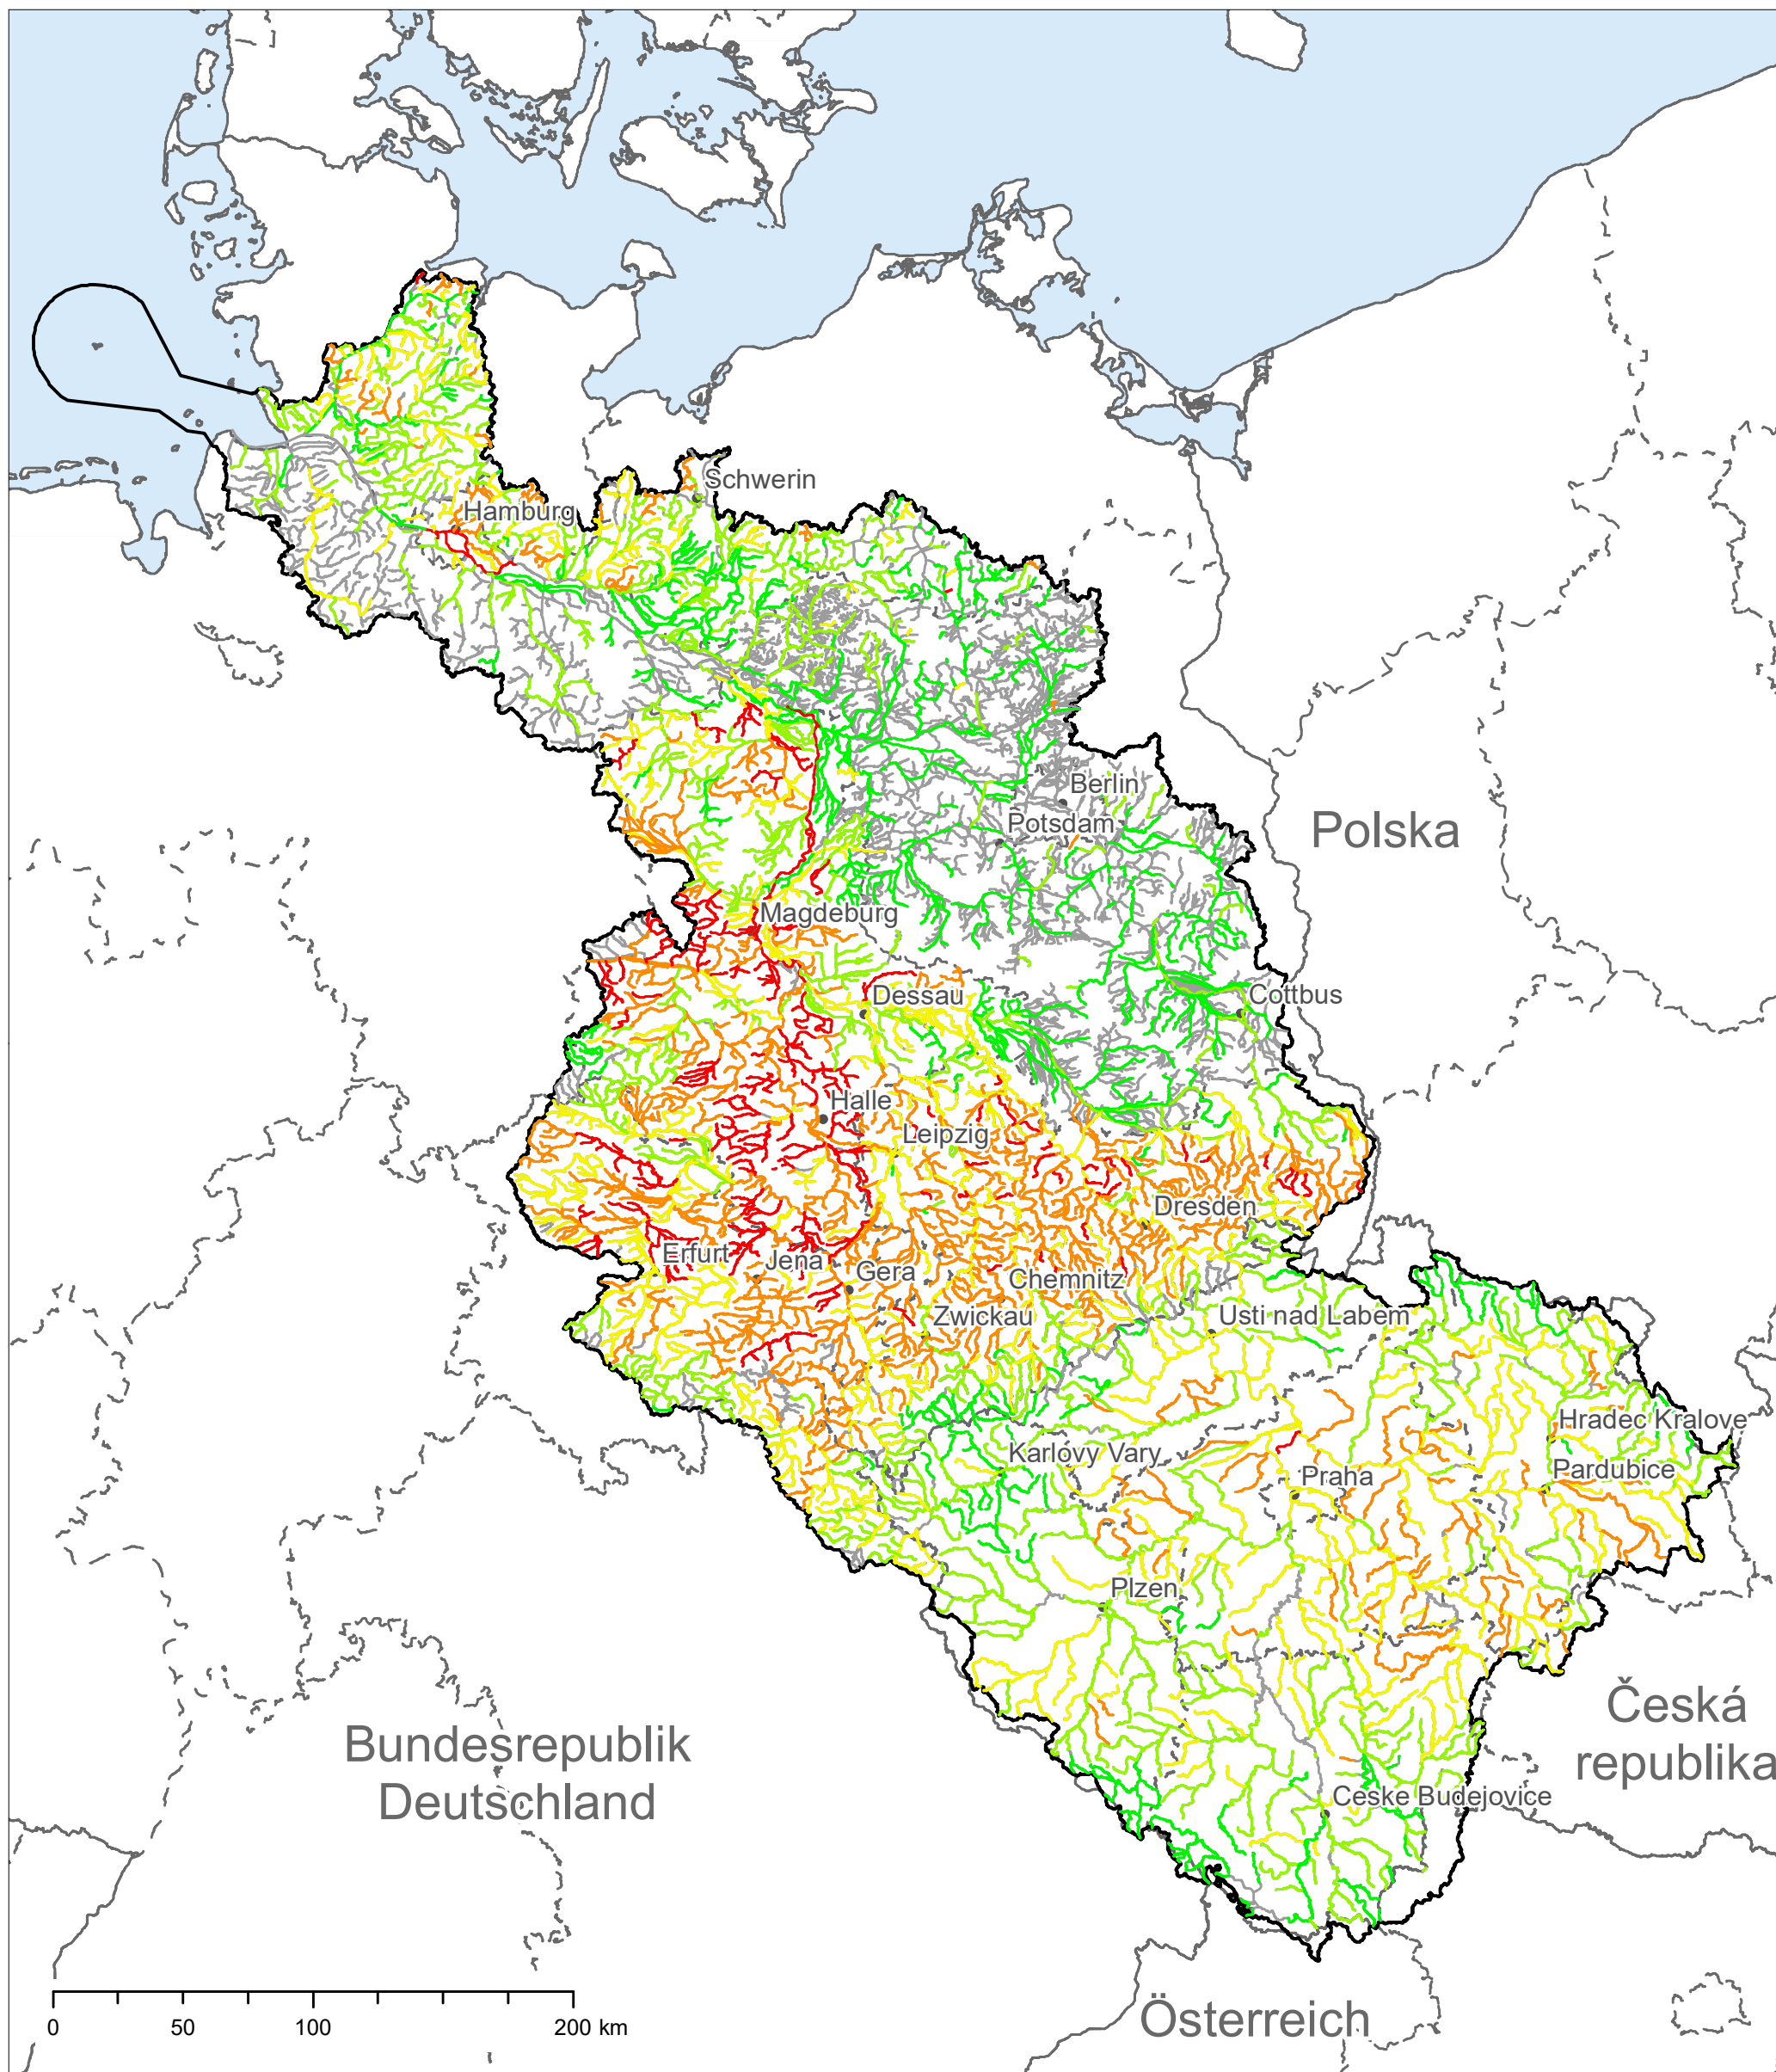 Schwerin
Hamburg
Berlin
Potsdam
Polska
Magdeburg
Dessau
Cottbus
Halle
Leipzig
Dresden
Erfurt
Jena
Gera
Chemnitz
Zwickau
Usti nad Labem
Hradec Kralove
Karlovy Vary
Praha
Pardubice
Plzen
Česká
republika
Bundesrepublik
Deutschland
Ceske Budejovice
Österreich
0 50 100 200 km